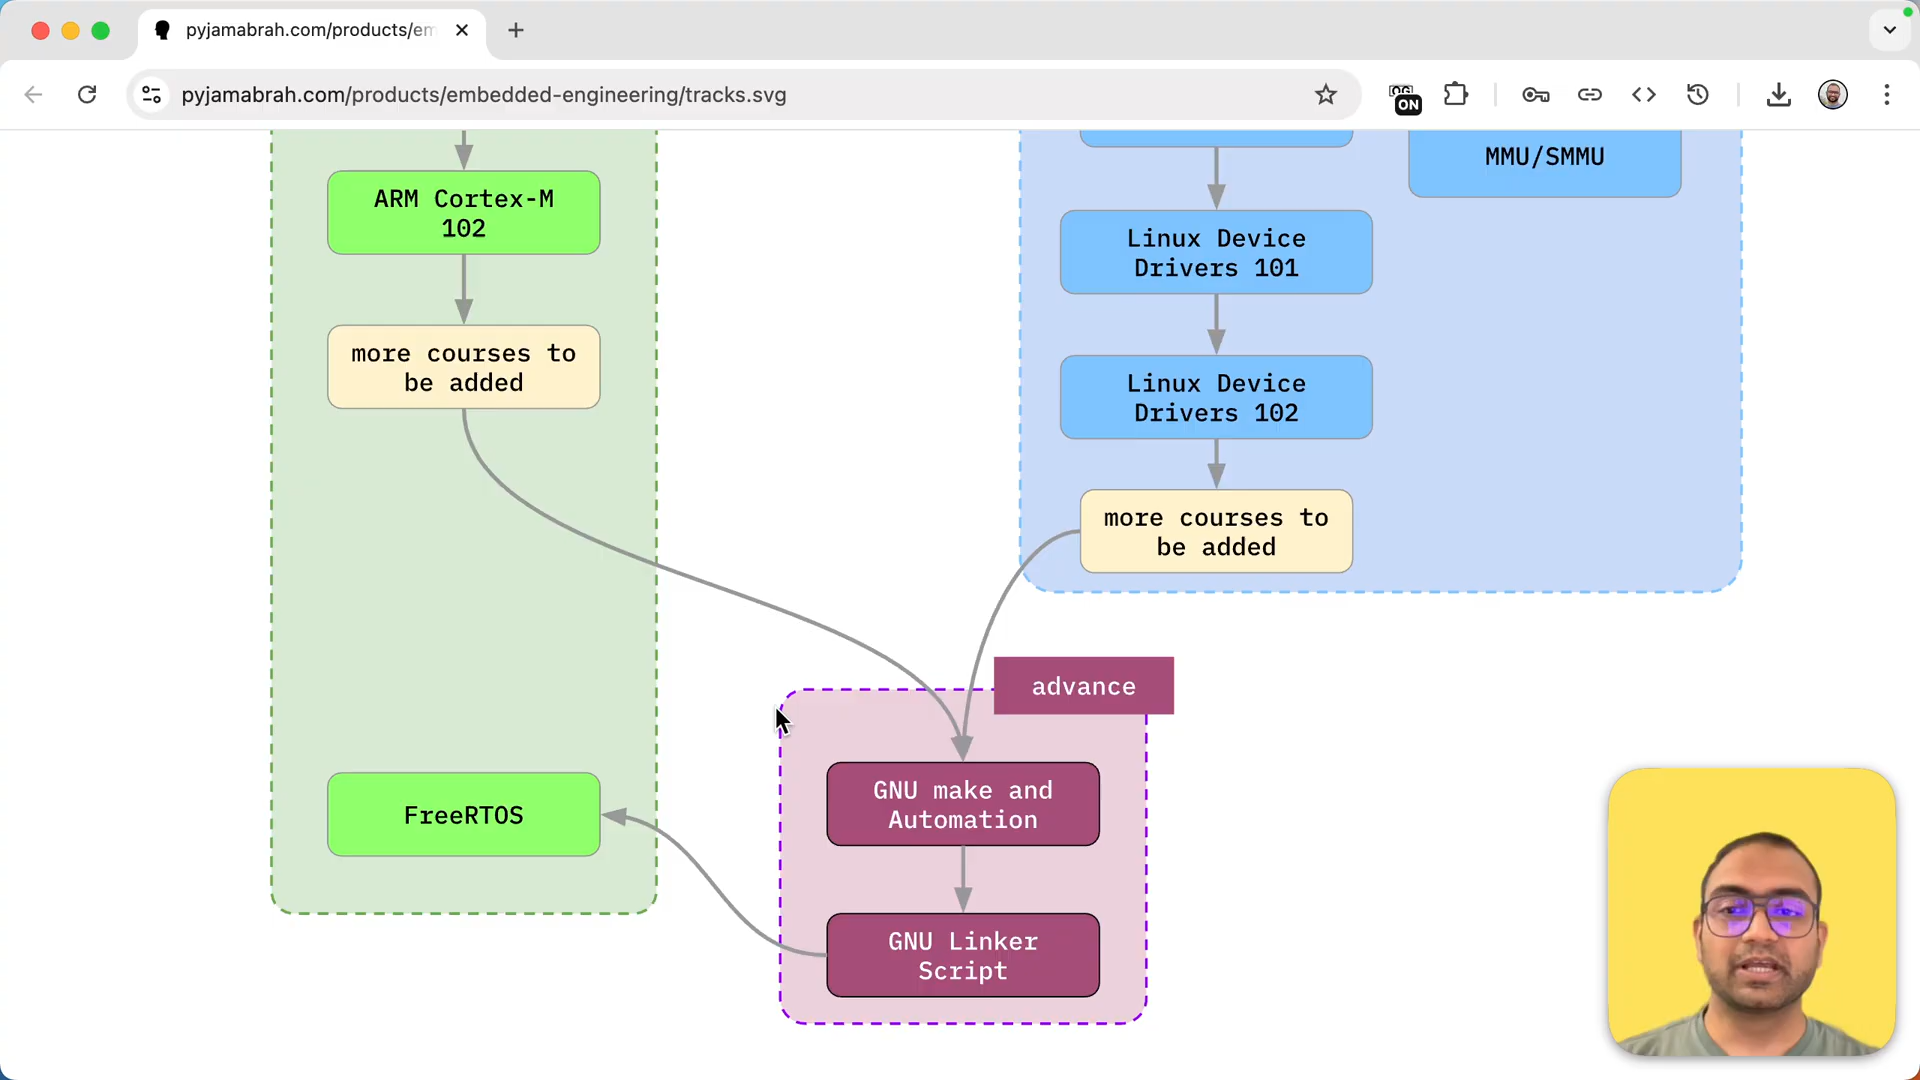 pyjamabrah.com/products/em
pyjamabrah.com/products/embedded-engineering/tracks.svg
ON
ARM Cortex-M
102
more courses to
be added
FreeRTOS
MMU/SMMU
Linux Device
Drivers 101
Linux Device
Drivers 102
more courses to
be added
advance
GNU make and
Automation
GNU Linker
Script